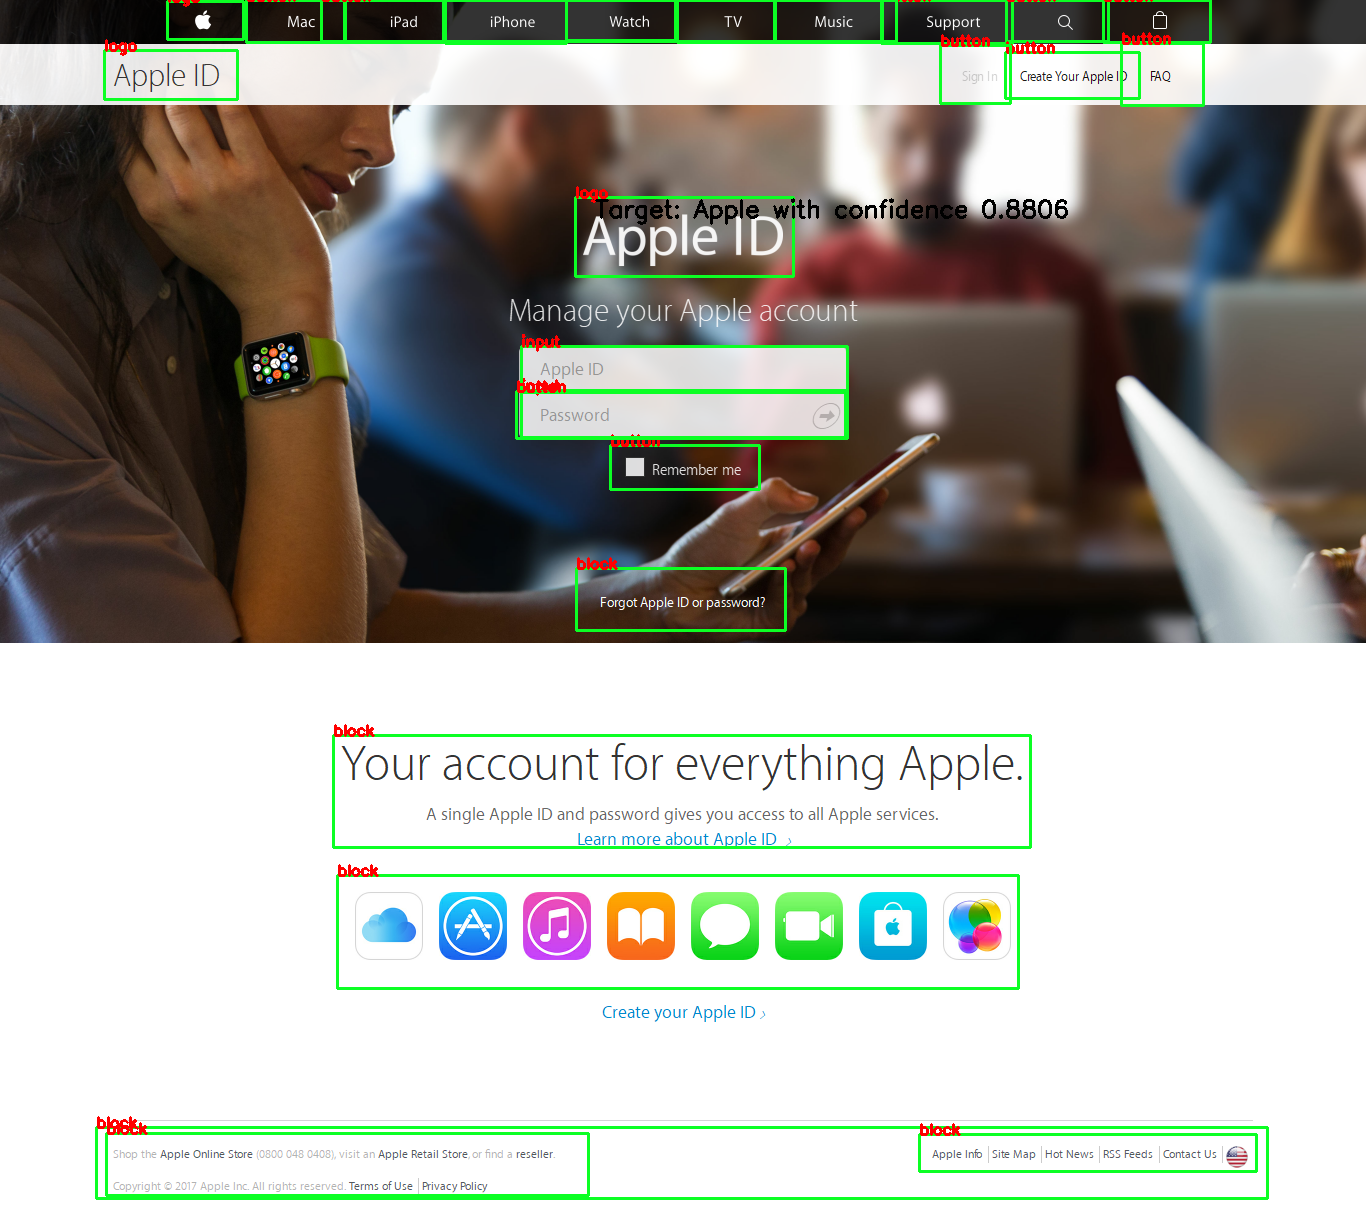 Mac iPad iPhone Watch TV Music Support
logo
Apple ID
button
Sign In
button
Create Your Apple ID
button
FAQ
logo
Target: Apple with confidence 0.8806
Apple ID
Manage your Apple account
input
Apple ID
button
Password
button
Remember me
block
Forgot Apple ID or password?
block
Your account for everything Apple.
A single Apple ID and password gives you access to all Apple services.
Learn more about Apple ID
block
Create your Apple ID
block
block
Shop the Apple Online Store (0800 048 0408), visit an Apple Retail Store, or find a reseller.
Copyright © 2017 Apple Inc. All rights reserved. Terms of Use Privacy Policy
block
Apple Info Site Map Hot News RSS Feeds Contact Us